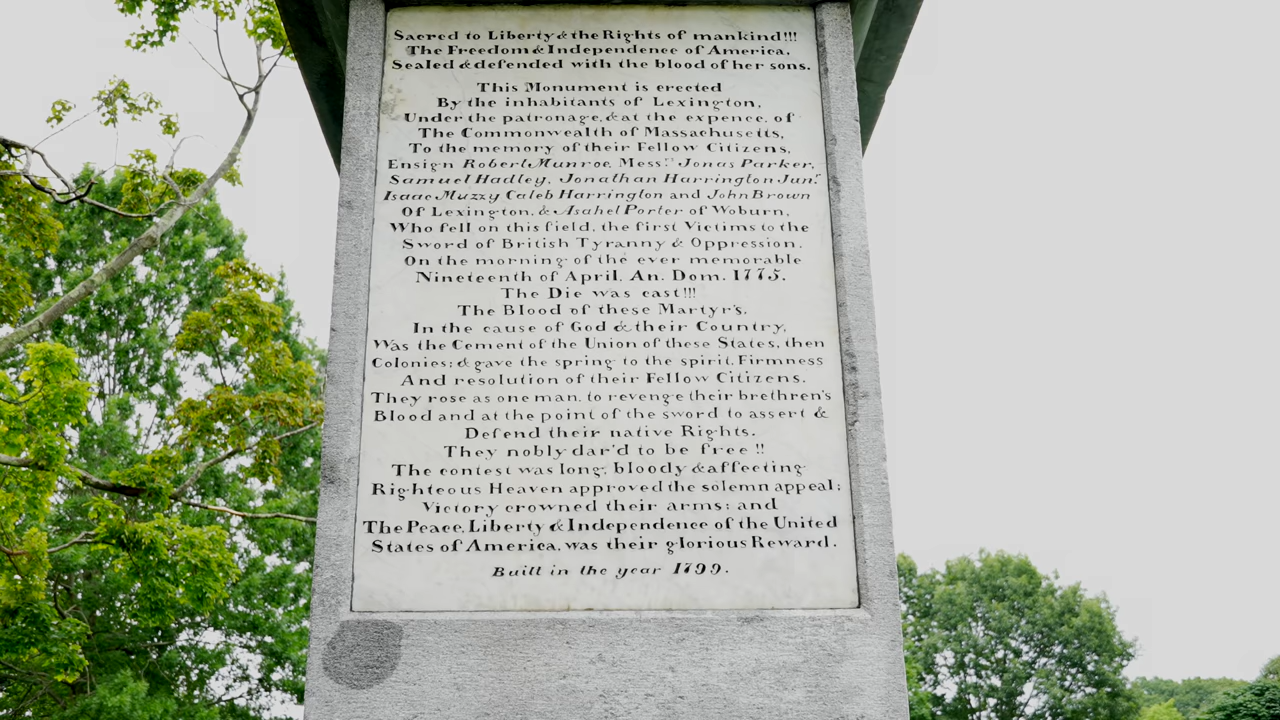 Sacred to Liberty & the Rights of mankind!!!
The Freedom & Independence of America,
Sealed & defended with the blood of her sons.
This Monument is erected
By the inhabitants of Lexington,
Under the patronage, & at the expence, of
The Commonwealth of Massachusetts,
To the memory of their Fellow Citizens,
Ensign Robert Munroe, Messrs. Jonas Parker,
Samuel Hadley, Jonathan Harrington Junr.
Isaac Muzzy Caleb Harrington and John Brown
Of Lexington, & Asahel Porter of Woburn,
Who fell on this field, the first Victims to the
Sword of British Tyranny & Oppression.
On the morning of the ever memorable
Nineteenth of April. An. Dom. 1775.
The Die was cast!!!
The Blood of these Martyr's,
In the cause of God & their Country,
Was the Cement of the Union of these States, then
Colonies; & gave the spring to the spirit. Firmness
And resolution of their Fellow Citizens.
They rose as one man, to revenge their brethren's
Blood and at the point of the sword to assert &
Defend their native Rights.
They nobly dar'd to be free!!
The contest was long, bloody & affecting
Righteous Heaven approved the solemn appeal;
Victory crowned their arms; and
The Peace, Liberty & Independence of the United
States of America, was their glorious Reward.
Built in the year 1799.